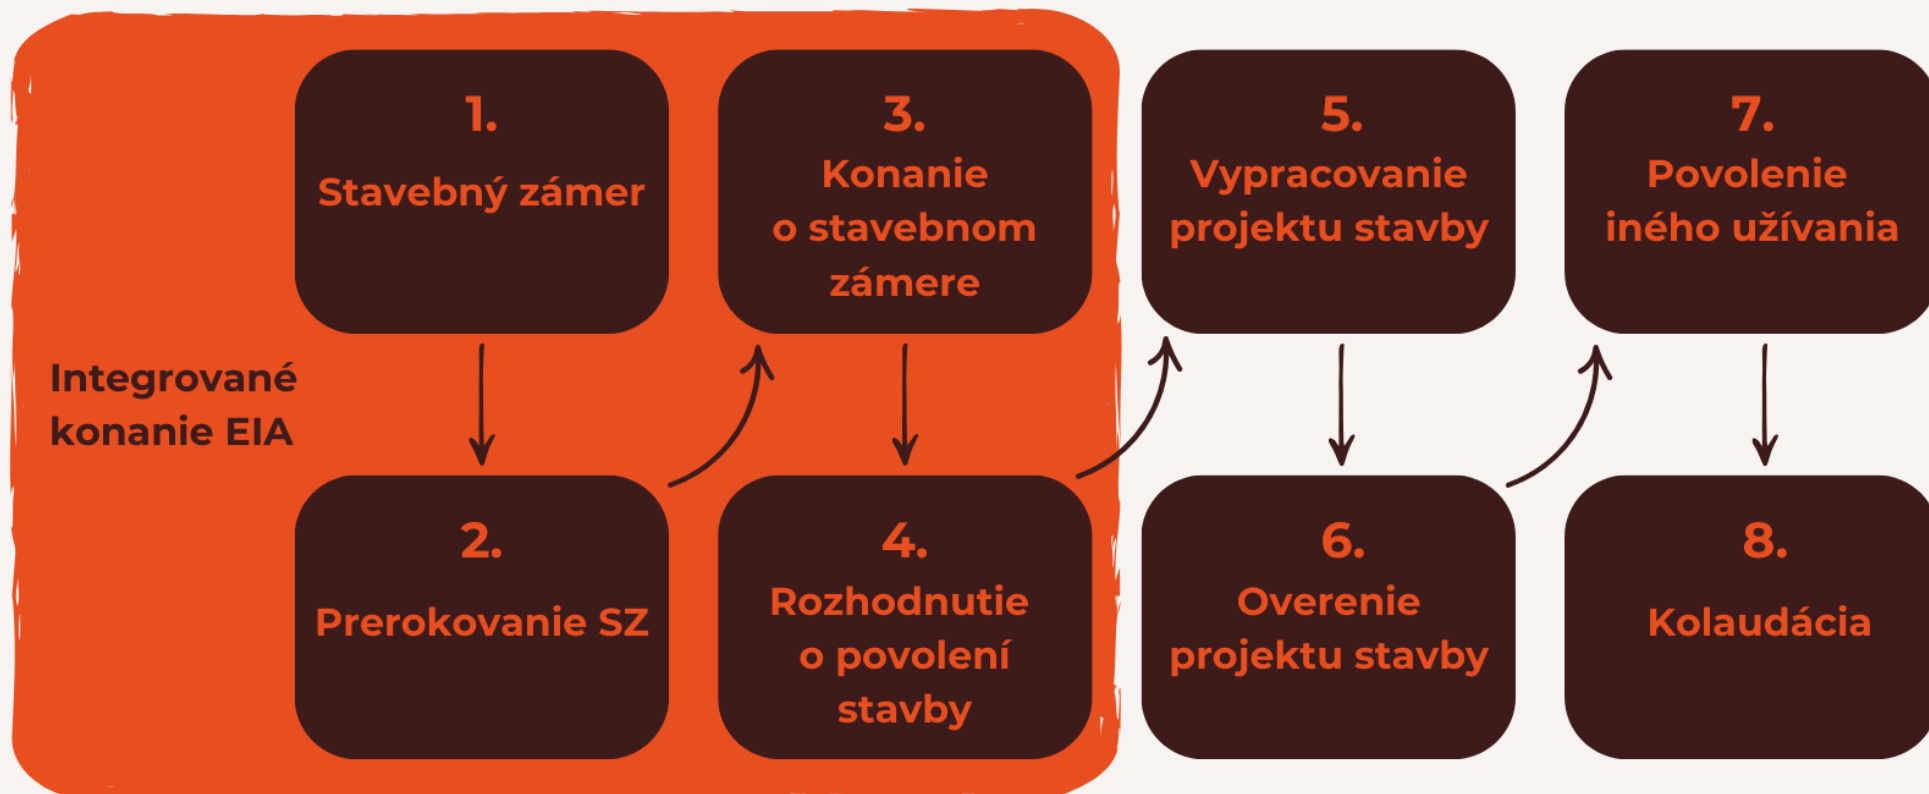 Integrované
konanie EIA
1.
Stavebný zámer
2.
Prerokovanie SZ
3.
Konanie
o stavebnom
zámere
4.
Rozhodnutie
o povolení
stavby
5.
Vypracovanie
projektu stavby
6.
Overenie
projektu stavby
7.
Povolenie
iného užívania
8.
Kolaudácia